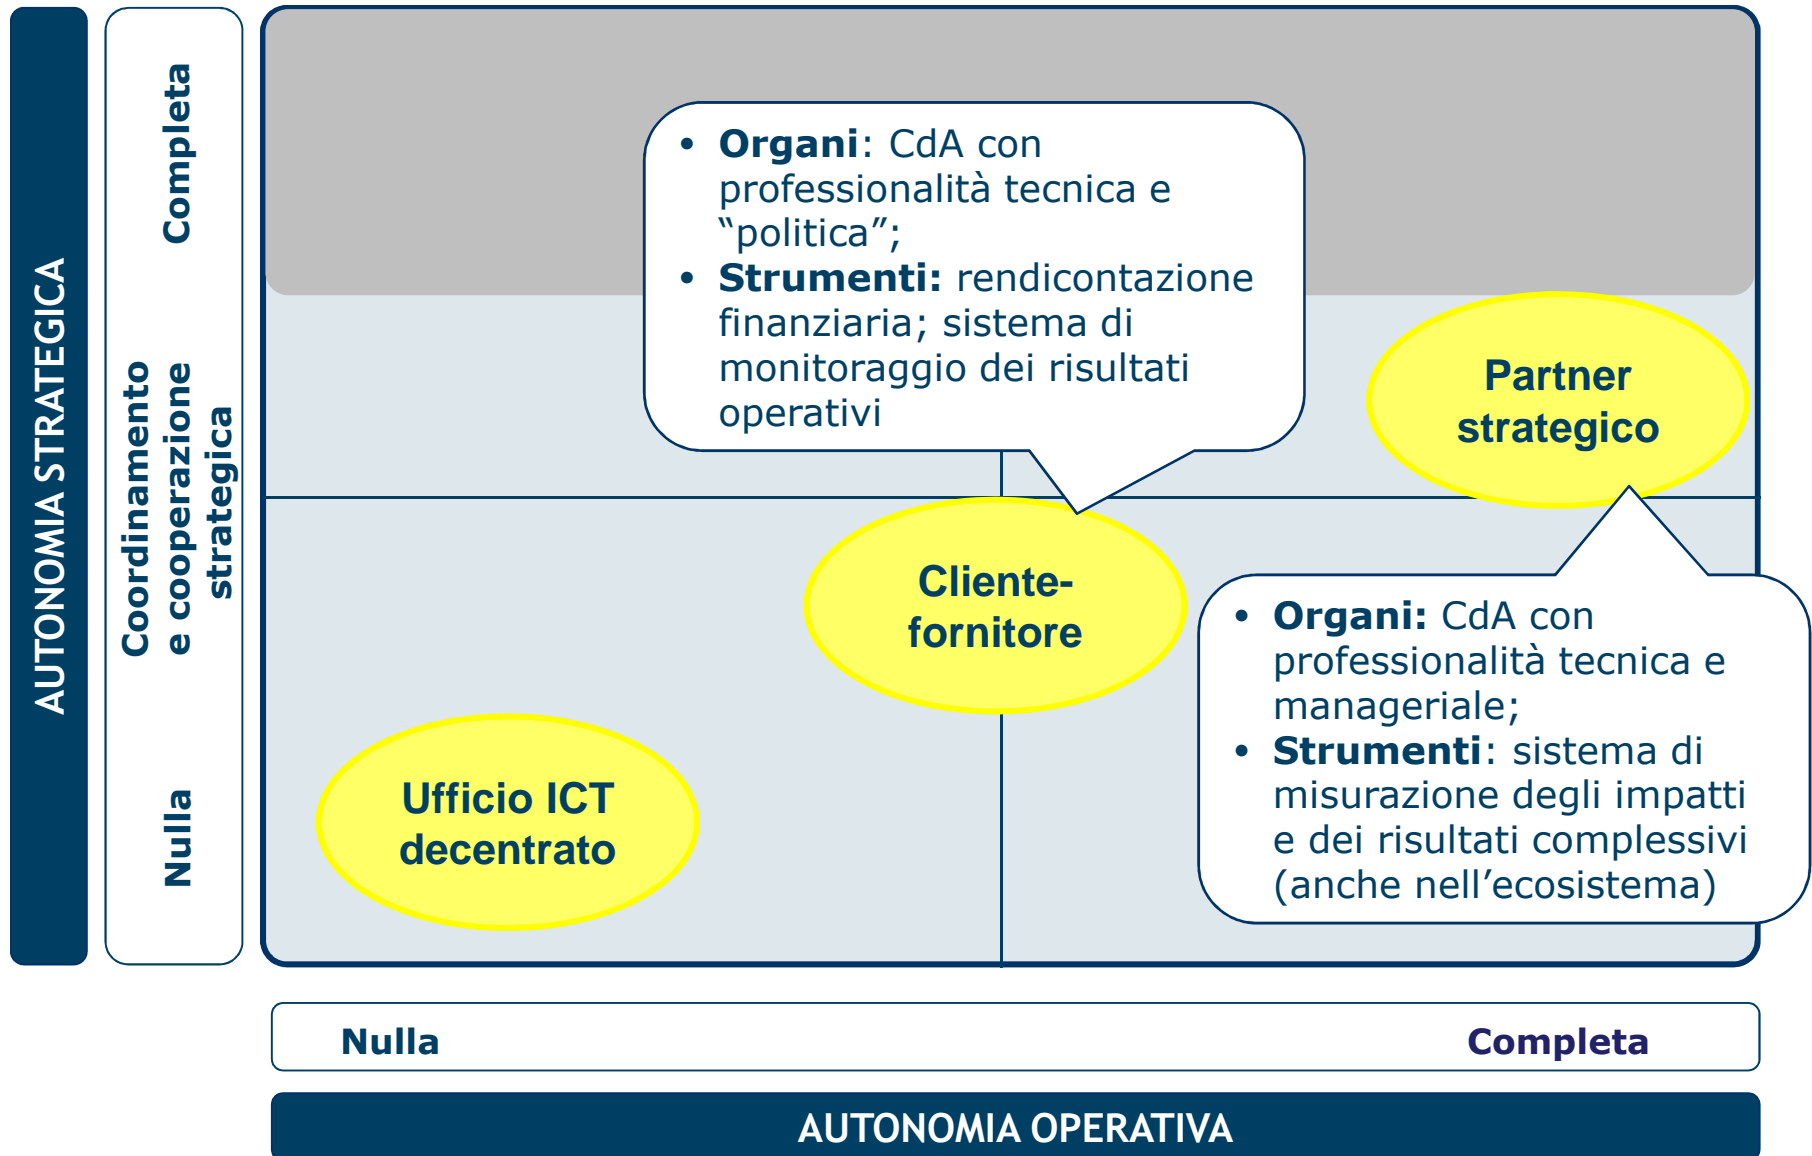 AUTONOMIA STRATEGICA
Completa
Coordinamento
e cooperazione
strategica
Nulla
• Organi: CdA con
professionalità tecnica e
“politica”;
• Strumenti: rendicontazione
finanziaria; sistema di
monitoraggio dei risultati
operativi
Partner
strategico
Cliente-
fornitore
• Organi: CdA con
professionalità tecnica e
manageriale;
• Strumenti: sistema di
misurazione degli impatti
e dei risultati complessivi
(anche nell’ecosistema)
Ufficio ICT
decentrato
Nulla
Completa
AUTONOMIA OPERATIVA